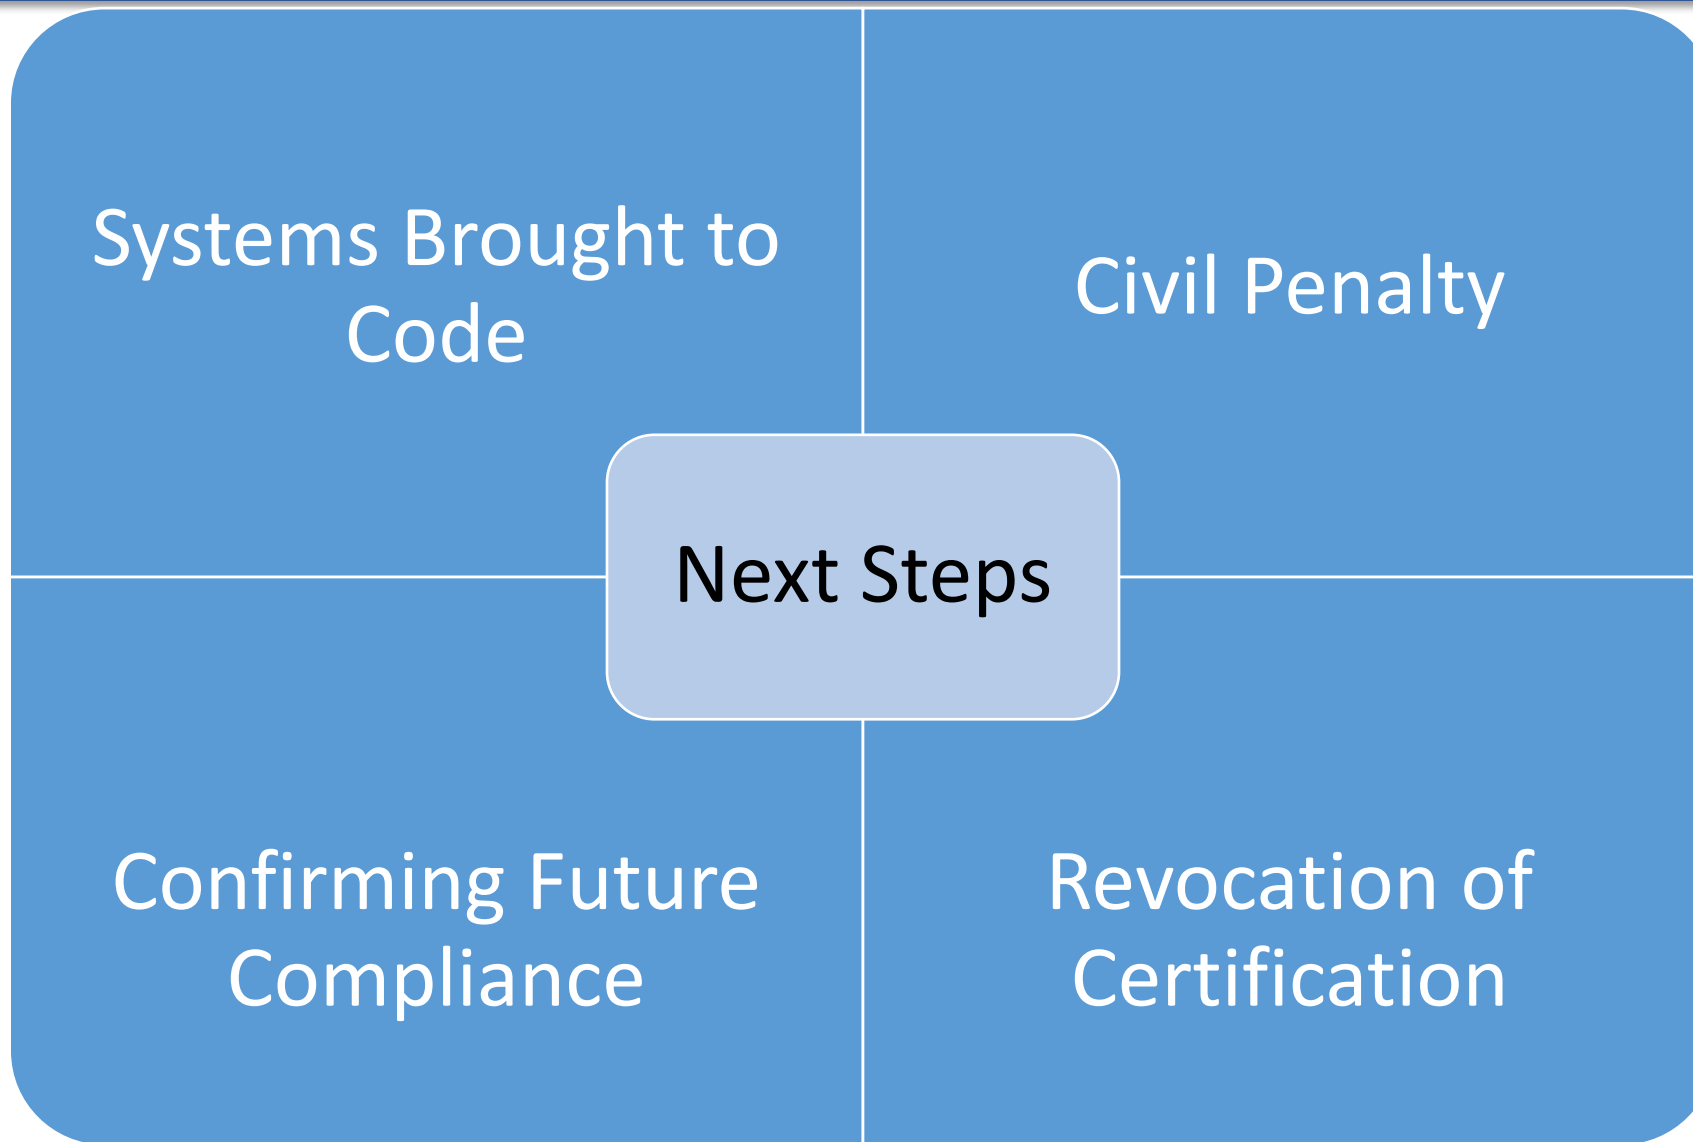 Systems Brought to
Code
Civil Penalty
Next Steps
Confirming Future
Compliance
Revocation of
Certification